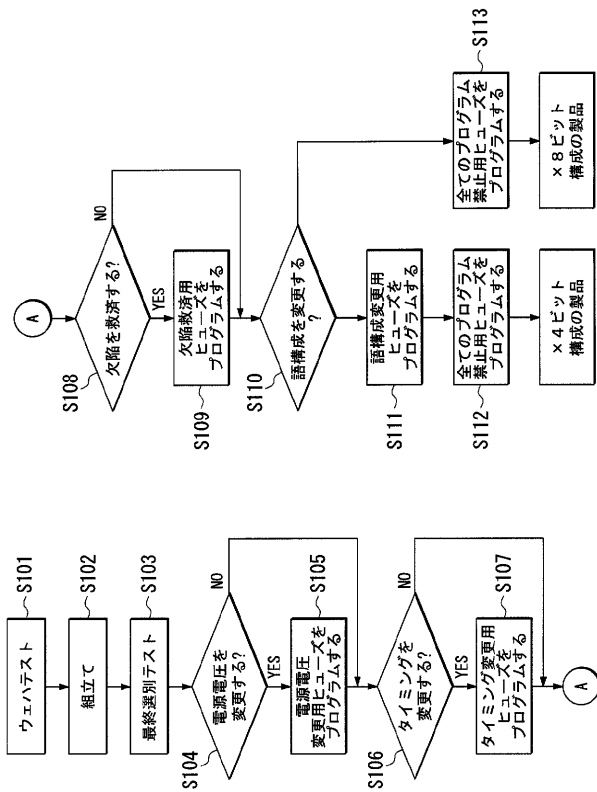 ウェハテスト
S101
組立て
S102
最終選別テスト
S103
電源電圧を
変更する?
S104
NO
YES
電源電圧
変更用ヒューズを
プログラムする
S105
タイミングを
変更する?
S106
NO
YES
タイミング変更用
ヒューズを
プログラムする
S107
A
A
欠陥を救済する?
S108
NO
YES
欠陥救済用
ヒューズを
プログラムする
S109
語構成を変更する
?
S110
語構成変更用
ヒューズを
プログラムする
S111
全てのプログラム
禁止用ヒューズを
プログラムする
S112
×4ビット
構成の製品
全てのプログラム
禁止用ヒューズを
プログラムする
S113
×8ビット
構成の製品